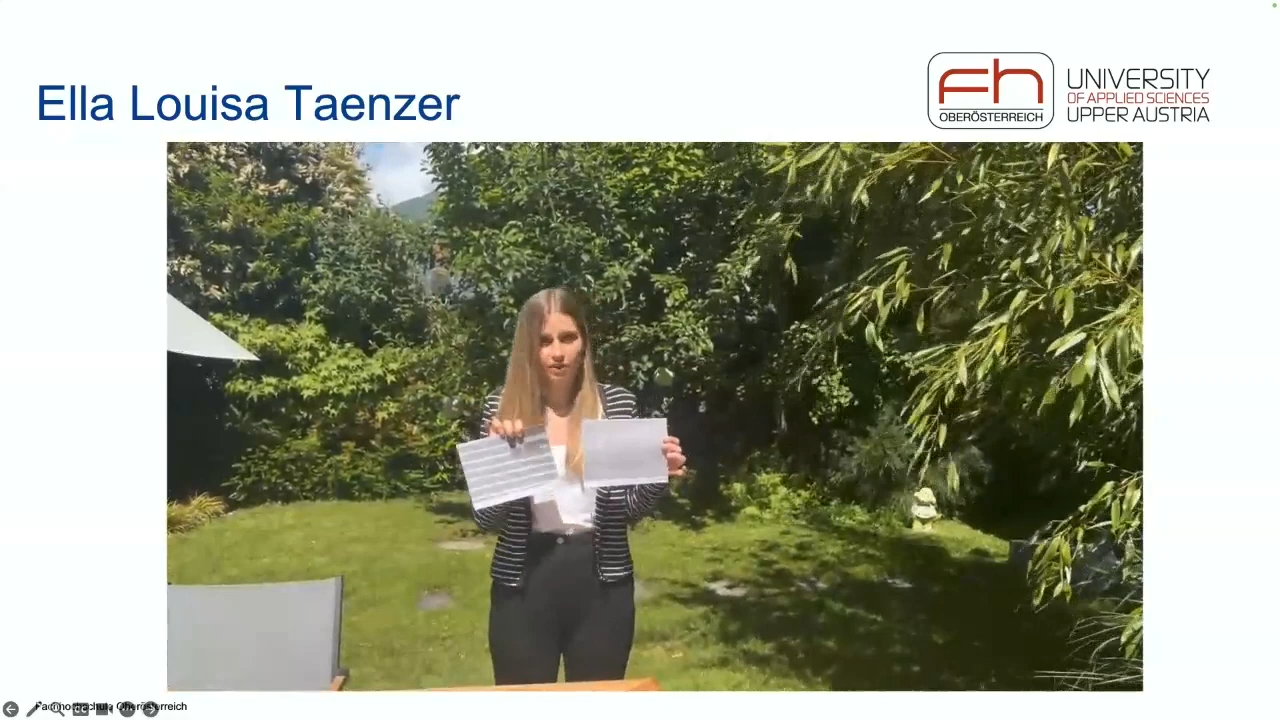 Ella Louisa Taenzer
fh
OBERÖSTERREICH
UNIVERSITY
OF APPLIED SCIENCES
UPPER AUSTRIA
Fachhochschule Oberösterreich